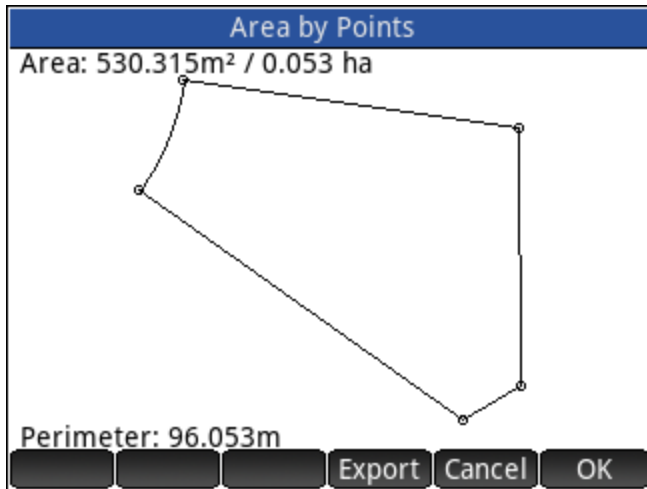 Area by Points
Area: 530.315m² / 0.053 ha
Perimeter: 96.053m
Export Cancel OK